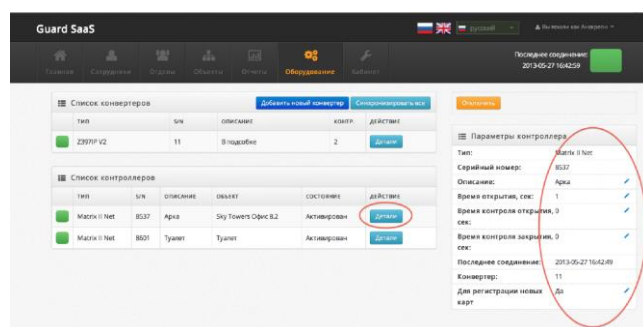 Guard SaaS
русский
Вы вошли как
Главная Сотрудники Отделы Объекты Отчеты Оборудование Кабинет
Последнее соединение:
2013-05-27 16:42:59
Список конвертеров
Добавить новый конвертер
Синхронизировать все
ТИП S/N ОПИСАНИЕ КОНТР. ДЕЙСТВИЕ
Z397IP V2 11 В подсобке 2 Детали
Список контроллеров
ТИП S/N ОПИСАНИЕ ОБЪЕКТ СОСТОЯНИЕ ДЕЙСТВИЕ
Matrix II Net 8537 Арка Sky Towers Офис 8.2 Активирован Детали
Matrix II Net 8601 Туалет Туалет Активирован Детали
Отключить
Параметры контроллера
Тип: Matrix II Net
Серийный номер: 8537
Описание: Арка
Время открытия, сек: 1
Время контроля открытия, 0
сек:
Время контроля закрытия, 0
сек:
Последнее соединение: 2013-05-27 16:42:49
Конвертер: 11
Для регистрации новых Да
карт